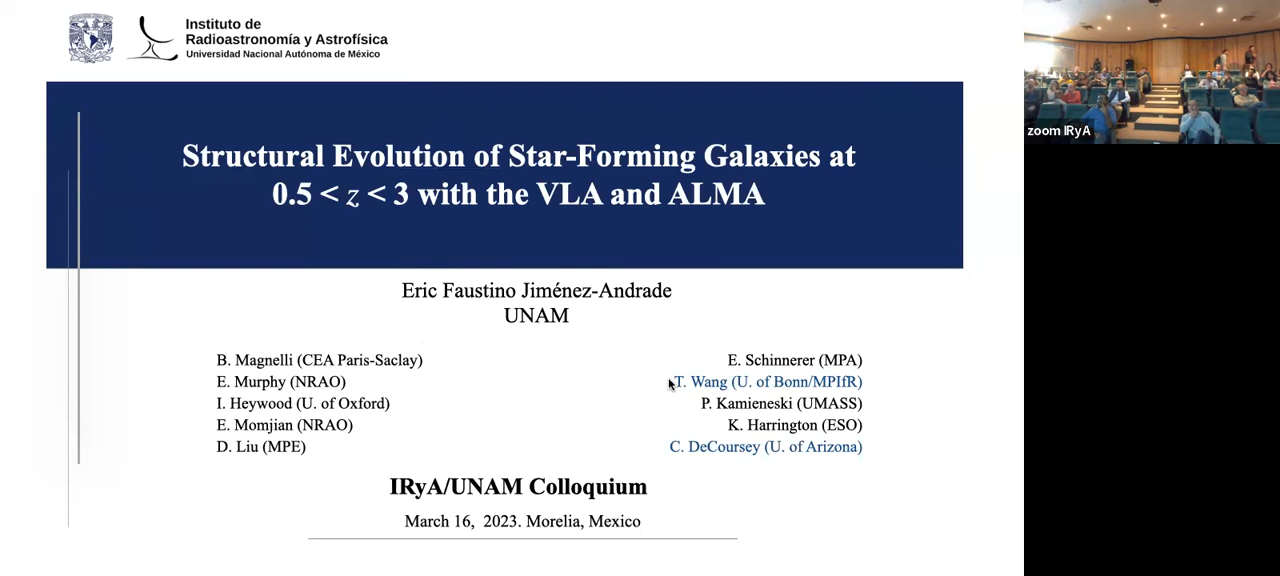 Instituto de
Radioastronomía y Astrofísica
Universidad Nacional Autónoma de México
zoom IRyA
Structural Evolution of Star-Forming Galaxies at
0.5 < z < 3 with the VLA and ALMA
Eric Faustino Jiménez-Andrade
UNAM
B. Magnelli (CEA Paris-Saclay)
E. Murphy (NRAO)
I. Heywood (U. of Oxford)
E. Momjian (NRAO)
D. Liu (MPE)
E. Schinnerer (MPA)
T. Wang (U. of Bonn/MPIfR)
P. Kamieneski (UMASS)
K. Harrington (ESO)
C. DeCoursey (U. of Arizona)
IRyA/UNAM Colloquium
March 16, 2023. Morelia, Mexico